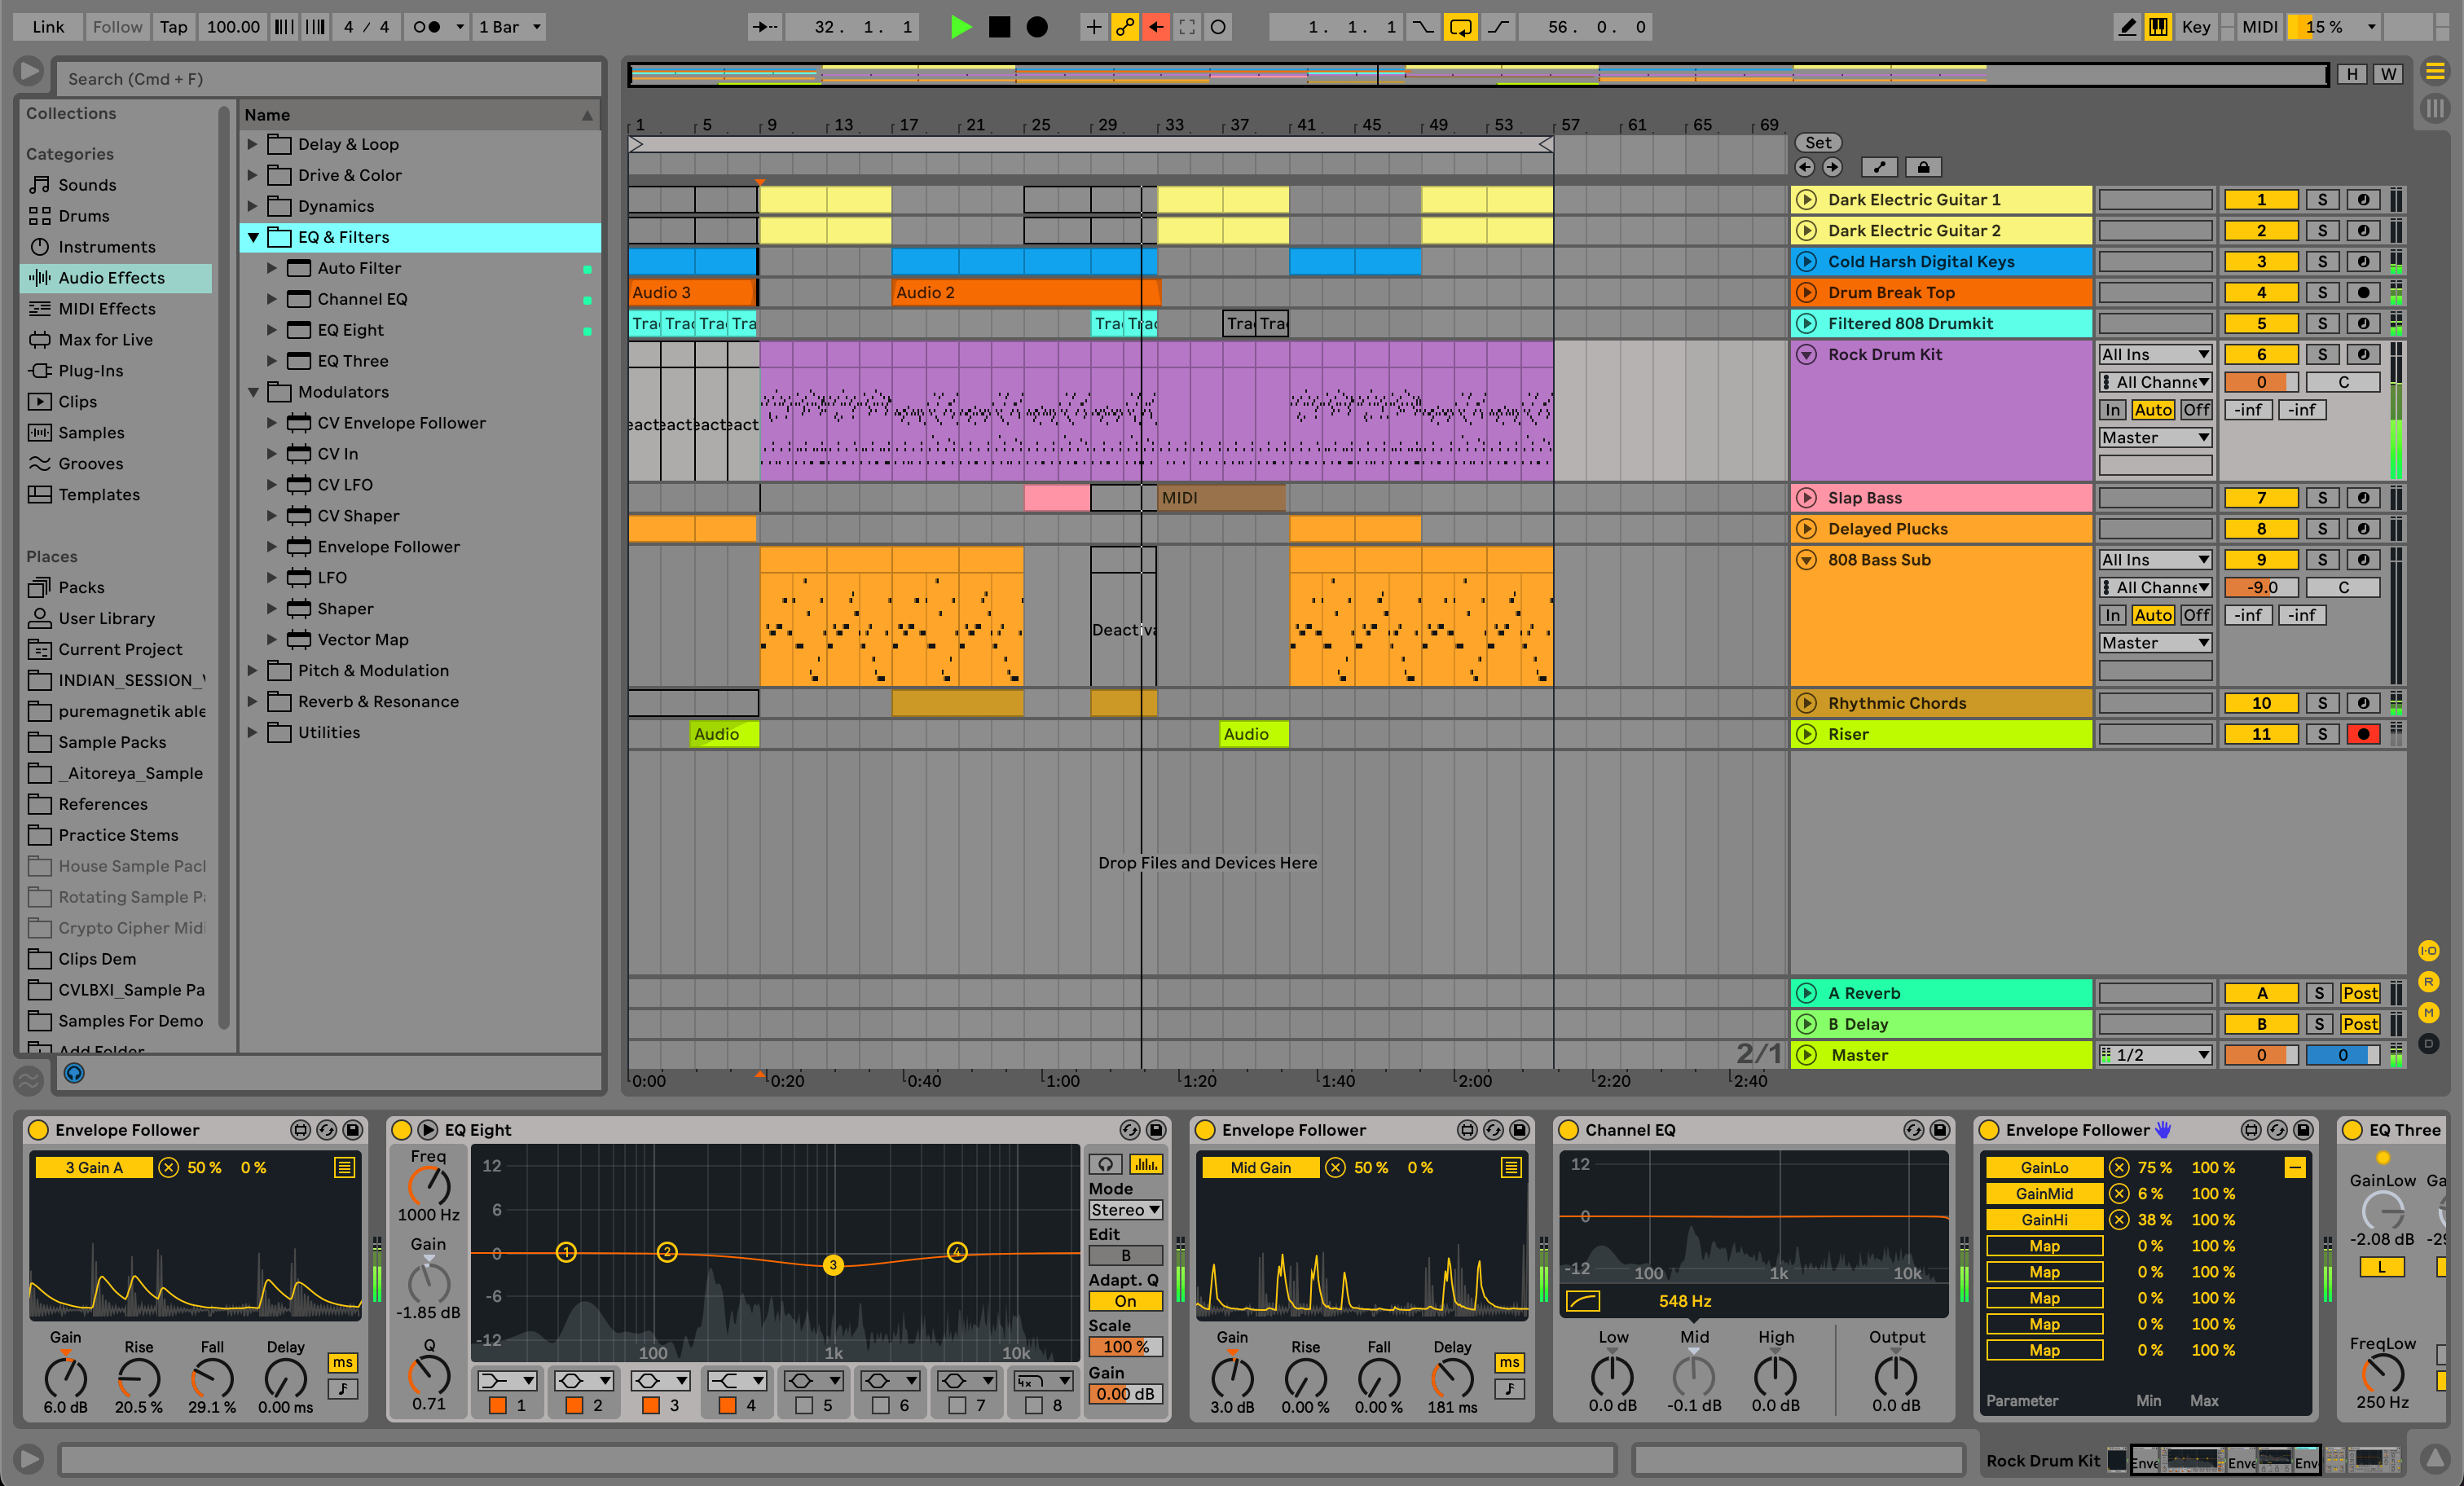 Link Follow Tap 100.00 4 / 4 1 Bar 32. 1. 1 1. 1. 1 56. 0. 0 Key MIDI 15 %
Search (Cmd + F)
H W
Collections
Categories
Sounds
Drums
Instruments
Audio Effects
MIDI Effects
Max for Live
Plug-Ins
Clips
Samples
Grooves
Templates
Places
Packs
User Library
Current Project
INDIAN_SESSION_
puremagnetik able
Sample Packs
_Aitoreya_Sample
References
Practice Stems
House Sample Pac
Rotating Sample P
Crypto Cipher Mid
Clips Dem
CVLBXI_Sample Pa
Samples For Demo
Add Folder
Name
Delay & Loop
Drive & Color
Dynamics
EQ & Filters
Auto Filter
Channel EQ
EQ Eight
EQ Three
Modulators
CV Envelope Follower
CV In
CV LFO
CV Shaper
Envelope Follower
LFO
Shaper
Vector Map
Pitch & Modulation
Reverb & Resonance
Utilities
1 5 9 13 17 21 25 29 33 37 41 45 49 53 57 61 65 69
Set
Dark Electric Guitar 1 1 S
Dark Electric Guitar 2 2 S
Cold Harsh Digital Keys 3 S
Audio 3 Audio 2 Drum Break Top 4 S
Trac Trac Trac Tra Trac Trac Trac Trac Filtered 808 Drumkit 5 S
Rock Drum Kit All Ins 6 S
All Channe 0 C
In Auto Off -inf -inf
eact eact eact eact
Master
MIDI Slap Bass 7 S
Delayed Plucks 8 S
808 Bass Sub All Ins 9 S
All Channe -9.0 C
In Auto Off -inf -inf
Deactiva
Master
Rhythmic Chords 10 S
Audio Audio Riser 11 S
Drop Files and Devices Here
I·O
R
M
D
A Reverb A S Post
B Delay B S Post
2/1 Master 1/2 0 0
0:00 0:20 0:40 1:00 1:20 1:40 2:00 2:20 2:40
Envelope Follower
3 Gain A 50 % 0 %
Gain Rise Fall Delay
ms
6.0 dB 20.5 % 29.1 % 0.00 ms
EQ Eight
Freq
1000 Hz
Gain
-1.85 dB
Q
0.71
12
6
0
-6
-12
100 1k 10k
1 2 3 4
1 2 3 4 5 6 7 8
Mode
Stereo
Edit
B
Adapt. Q
On
Scale
100 %
Gain
0.00 dB
Envelope Follower
Mid Gain 50 % 0 %
Gain Rise Fall Delay
ms
3.0 dB 0.00 % 0.00 % 181 ms
Channel EQ
12
0
-12
100 1k 10k
548 Hz
Low Mid High Output
0.0 dB -0.1 dB 0.0 dB 0.0 dB
Envelope Follower
GainLo 75 % 100 %
GainMid 6 % 100 %
GainHi 38 % 100 %
Map 0 % 100 %
Map 0 % 100 %
Map 0 % 100 %
Map 0 % 100 %
Map 0 % 100 %
Parameter Min Max
EQ Three
GainLow Ga
-2.08 dB -29
L
FreqLow
250 Hz
Rock Drum Kit Enve Enve Env